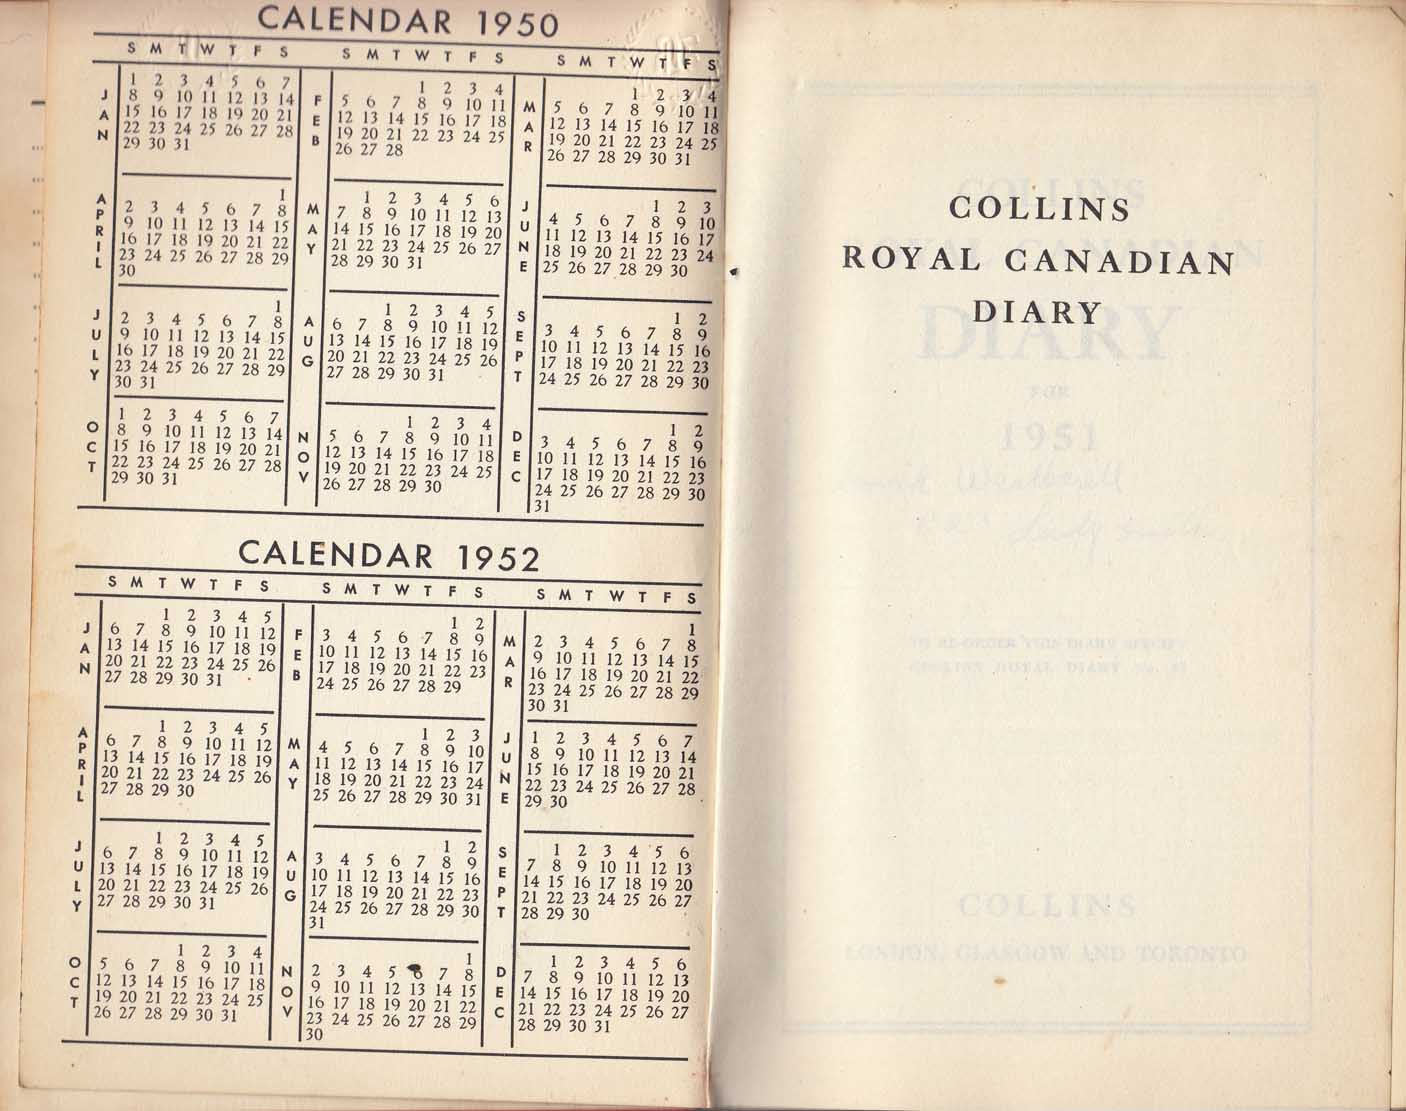 CALENDAR 1950
S M T W T F S S M T W T F S S M T W T F S
JAN
1 2 3 4 5 6 7
8 9 10 11 12 13 14
15 16 17 18 19 20 21
22 23 24 25 26 27 28
29 30 31
FEB
1 2 3 4
5 6 7 8 9 10 11
12 13 14 15 16 17 18
19 20 21 22 23 24 25
26 27 28
MAR
1 2 3 4
5 6 7 8 9 10 11
12 13 14 15 16 17 18
19 20 21 22 23 24 25
26 27 28 29 30 31
APRIL
1
2 3 4 5 6 7 8
9 10 11 12 13 14 15
16 17 18 19 20 21 22
23 24 25 26 27 28 29
30
MAY
1 2 3 4 5 6
7 8 9 10 11 12 13
14 15 16 17 18 19 20
21 22 23 24 25 26 27
28 29 30 31
JUNE
1 2 3
4 5 6 7 8 9 10
11 12 13 14 15 16 17
18 19 20 21 22 23 24
25 26 27 28 29 30
JULY
1
2 3 4 5 6 7 8
9 10 11 12 13 14 15
16 17 18 19 20 21 22
23 24 25 26 27 28 29
30 31
AUG
1 2 3 4 5
6 7 8 9 10 11 12
13 14 15 16 17 18 19
20 21 22 23 24 25 26
27 28 29 30 31
SEPT
1 2
3 4 5 6 7 8 9
10 11 12 13 14 15 16
17 18 19 20 21 22 23
24 25 26 27 28 29 30
OCT
1 2 3 4 5 6 7
8 9 10 11 12 13 14
15 16 17 18 19 20 21
22 23 24 25 26 27 28
29 30 31
NOV
1 2 3 4
5 6 7 8 9 10 11
12 13 14 15 16 17 18
19 20 21 22 23 24 25
26 27 28 29 30
DEC
1 2
3 4 5 6 7 8 9
10 11 12 13 14 15 16
17 18 19 20 21 22 23
24 25 26 27 28 29 30
31
CALENDAR 1952
S M T W T F S S M T W T F S S M T W T F S
JAN
1 2 3 4 5
6 7 8 9 10 11 12
13 14 15 16 17 18 19
20 21 22 23 24 25 26
27 28 29 30 31
FEB
1 2
3 4 5 6 7 8 9
10 11 12 13 14 15 16
17 18 19 20 21 22 23
24 25 26 27 28 29
MAR
1
2 3 4 5 6 7 8
9 10 11 12 13 14 15
16 17 18 19 20 21 22
23 24 25 26 27 28 29
30 31
APRIL
1 2 3 4 5
6 7 8 9 10 11 12
13 14 15 16 17 18 19
20 21 22 23 24 25 26
27 28 29 30
MAY
1 2 3
4 5 6 7 8 9 10
11 12 13 14 15 16 17
18 19 20 21 22 23 24
25 26 27 28 29 30 31
JUNE
1 2 3 4 5 6 7
8 9 10 11 12 13 14
15 16 17 18 19 20 21
22 23 24 25 26 27 28
29 30
JULY
1 2 3 4 5
6 7 8 9 10 11 12
13 14 15 16 17 18 19
20 21 22 23 24 25 26
27 28 29 30 31
AUG
1 2
3 4 5 6 7 8 9
10 11 12 13 14 15 16
17 18 19 20 21 22 23
24 25 26 27 28 29 30
31
SEPT
1 2 3 4 5 6
7 8 9 10 11 12 13
14 15 16 17 18 19 20
21 22 23 24 25 26 27
28 29 30
OCT
1 2 3 4
5 6 7 8 9 10 11
12 13 14 15 16 17 18
19 20 21 22 23 24 25
26 27 28 29 30 31
NOV
1
2 3 4 5 6 7 8
9 10 11 12 13 14 15
16 17 18 19 20 21 22
23 24 25 26 27 28 29
30
DEC
1 2 3 4 5 6
7 8 9 10 11 12 13
14 15 16 17 18 19 20
21 22 23 24 25 26 27
28 29 30 31
COLLINS
ROYAL CANADIAN
DIARY
COLLINS
ROYAL CANADIAN
DIARY
FOR
1951
TO RE-ORDER THIS DIARY SPECIFY
COLLINS ROYAL DIARY No.
COLLINS
LONDON, GLASGOW AND TORONTO